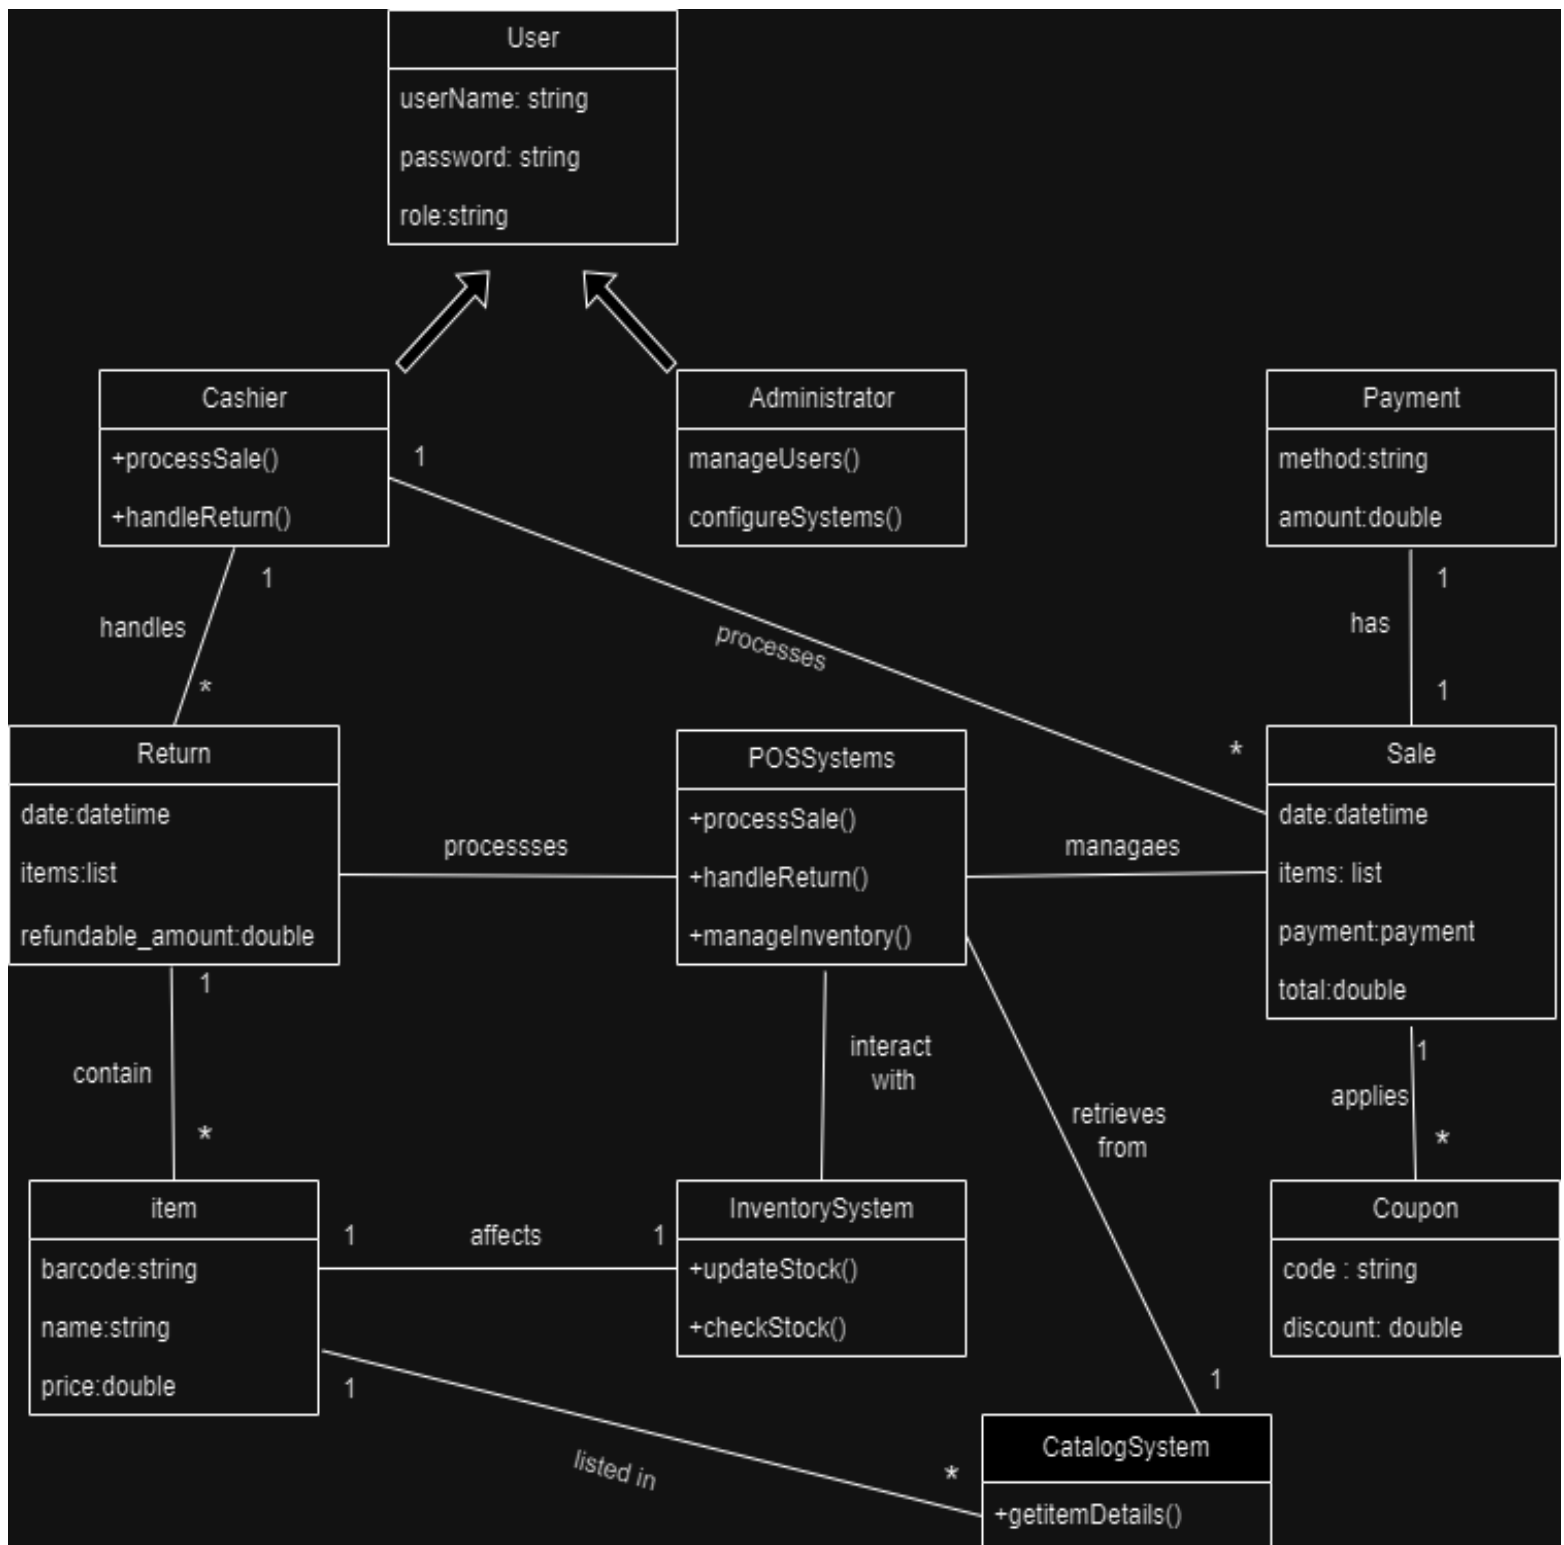 User
userName: string
password: string
role:string
Cashier
+processSale()
+handleReturn()
Administrator
manageUsers()
configureSystems()
Payment
method:string
amount:double
1
1
handles
*
processes
*
1
has
1
Return
date:datetime
items:list
refundable_amount:double
processses
POSSystems
+processSale()
+handleReturn()
+manageInventory()
managaes
Sale
date:datetime
items: list
payment:payment
total:double
1
contain
*
interact
with
retrieves
from
1
1
applies
*
item
barcode:string
name:string
price:double
1
affects
1
InventorySystem
+updateStock()
+checkStock()
Coupon
code : string
discount: double
1
listed in
*
CatalogSystem
+getitemDetails()